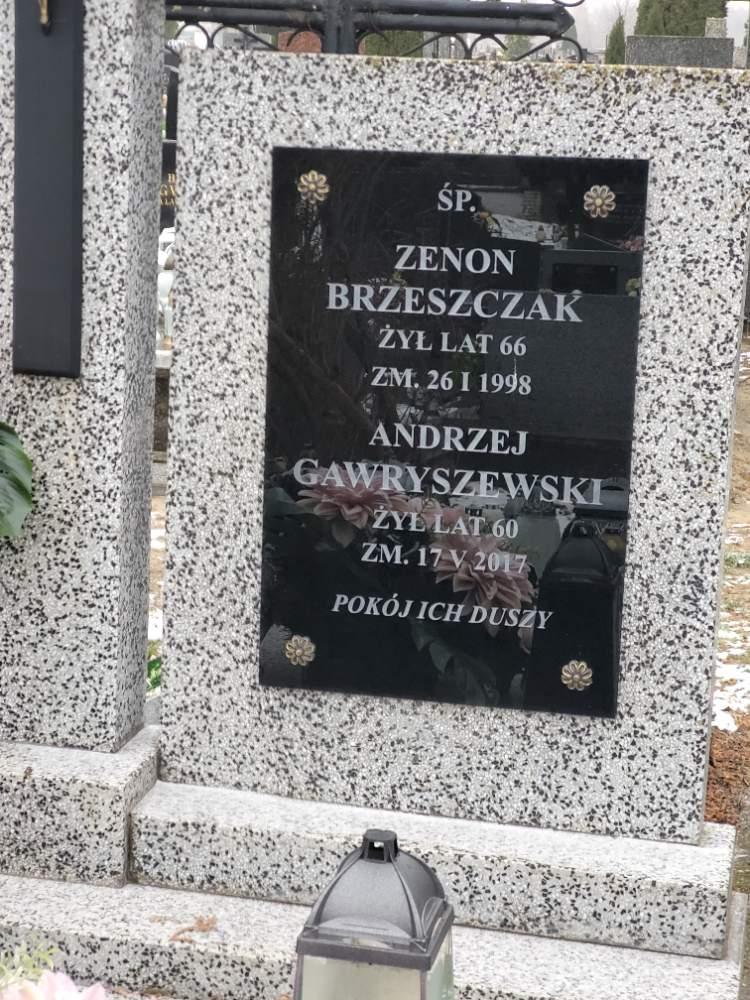 ŚP.
ZENON
BRZESZCZAK
ŻYŁ LAT 66
ZM. 26 I 1998
ANDRZEJ
GAWRYSZEWSKI
ŻYŁ LAT 60
ZM. 17 V 2017
POKÓJ ICH DUSZY